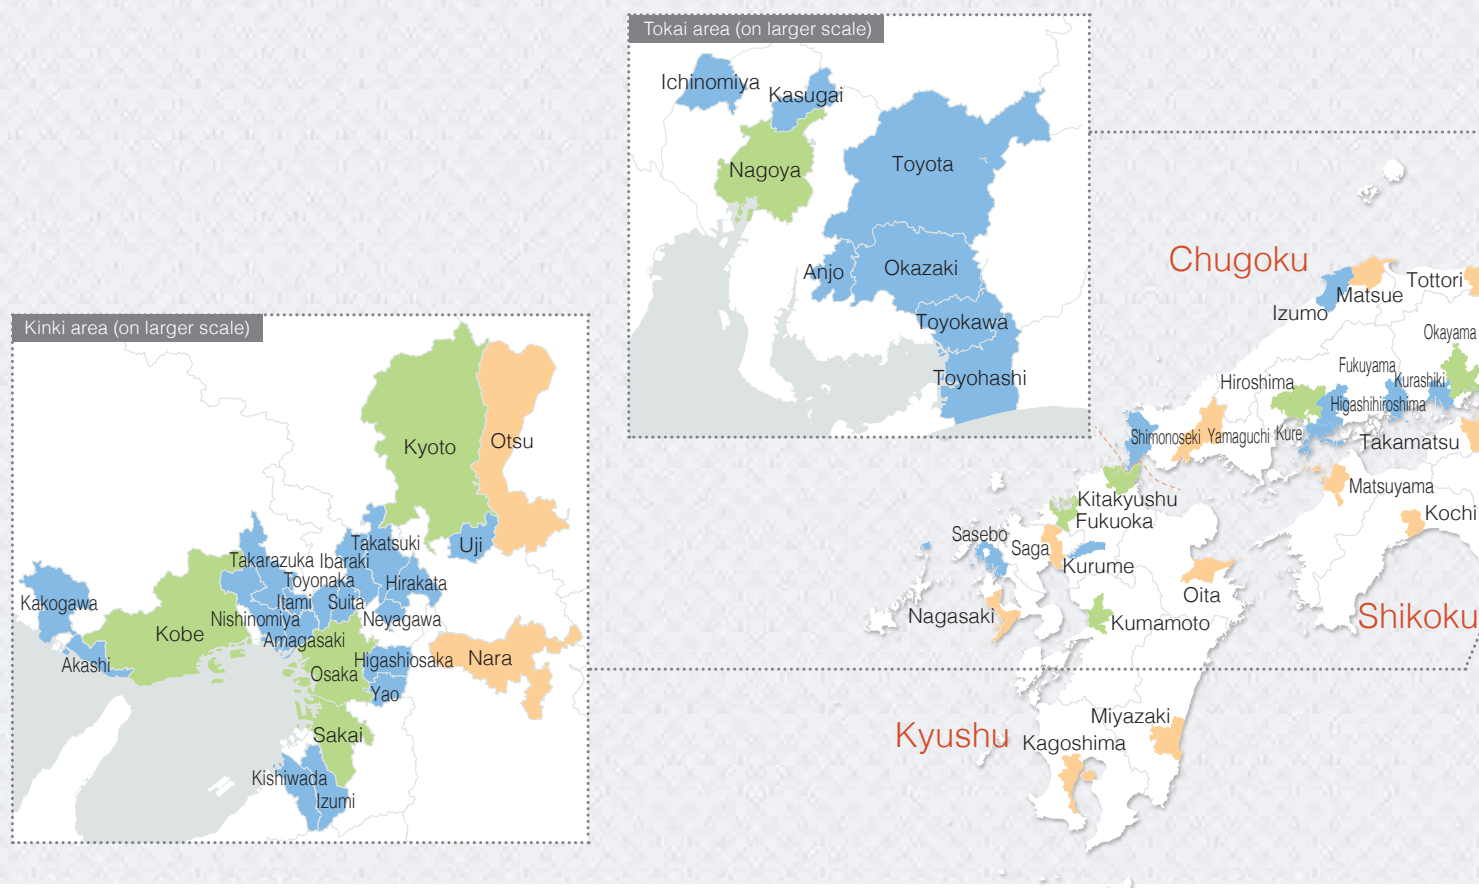 Tokai area (on larger scale)
Ichinomiya
Kasugai
Nagoya
Toyota
Anjo
Okazaki
Toyokawa
Toyohashi
Kinki area (on larger scale)
Kyoto
Otsu
Uji
Takatsuki
Takarazuka
Ibaraki
Toyonaka
Hirakata
Itami
Suita
Kakogawa
Nishinomiya
Neyagawa
Kobe
Amagasaki
Akashi
Osaka
Higashiosaka
Nara
Yao
Sakai
Kishiwada
Izumi
Chugoku
Matsue
Tottori
Izumo
Okayama
Fukuyama
Kurashiki
Hiroshima
Higashihiroshima
Shimonoseki
Yamaguchi
Kure
Takamatsu
Matsuyama
Kochi
Shikoku
Kitakyushu
Fukuoka
Sasebo
Saga
Kurume
Oita
Nagasaki
Kumamoto
Miyazaki
Kyushu
Kagoshima